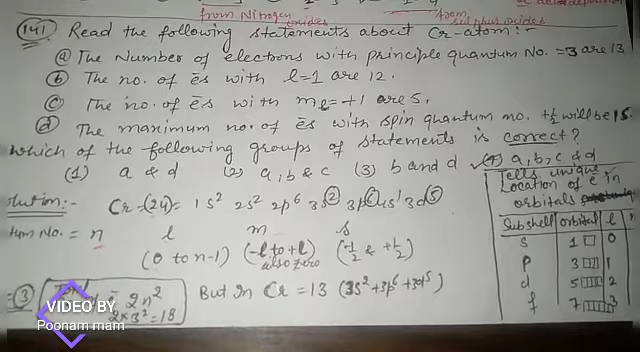 from Nitrogen oxides
from sulphur oxides
(141) Read the following statements about Cr-atom:-
(a) The Number of electrons with principle quantum No. = 3 are 13
(b) The no. of ēs with l=1 are 12.
(c) The no. of ēs with mₗ=+1 are 5.
(d) The maximum no. of ēs with spin quantum no. +½ will be 15.
Which of the following groups of statements is correct?
(1) a & d (2) a, b & c (3) b and d ✓(4) a, b, c & d
Tells unique
Location of ē in
orbitals
Subshell orbital l
s 1 □ 0
p 3 □□□ 1
d 5 □□□□□ 2
f 7 □□□□□□□ 3
Cr-(24)= 1s² 2s² 2p⁶ 3s² 3p⁶ 4s¹ 3d⁵
No. = n l m s
(0 to n-1) (-l to +l) (-½ & +½)
also zero
= (3) = 2n²
2×3²=18
But In Cr = 13 (3s²+3p⁶+3d⁵)
VIDEO BY
Poonam mam